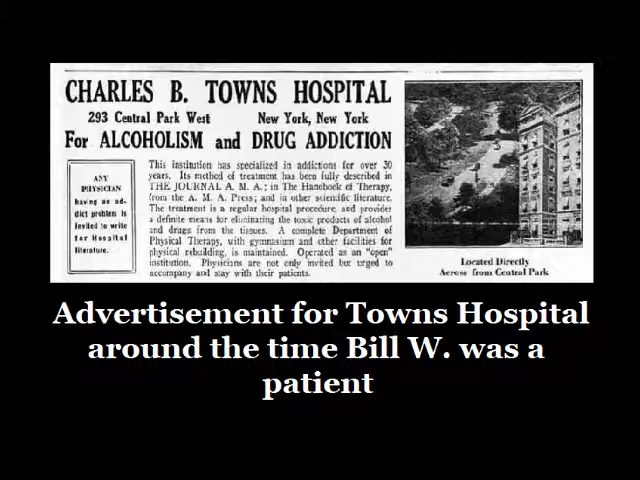 CHARLES B. TOWNS HOSPITAL
293 Central Park West New York, New York
For ALCOHOLISM and DRUG ADDICTION
ANY
PHYSICIAN
having an ad-
dict problem is
invited to write
for Hospital
literature.
This institution has specialized in addictions for over 30
years. Its method of treatment has been fully described in
THE JOURNAL A. M. A.; in The Handbook of Therapy,
from the A. M. A. Press; and in other scientific literature.
The treatment is a regular hospital procedure, and provides
a definite means for eliminating the toxic products of alcohol
and drugs from the tissues. A complete Department of
Physical Therapy, with gymnasium and other facilities for
physical rebuilding, is maintained. Operated as an "open"
institution. Physicians are not only invited but urged to
accompany and stay with their patients.
Located Directly
Across from Central Park
Advertisement for Towns Hospital
around the time Bill W. was a
patient